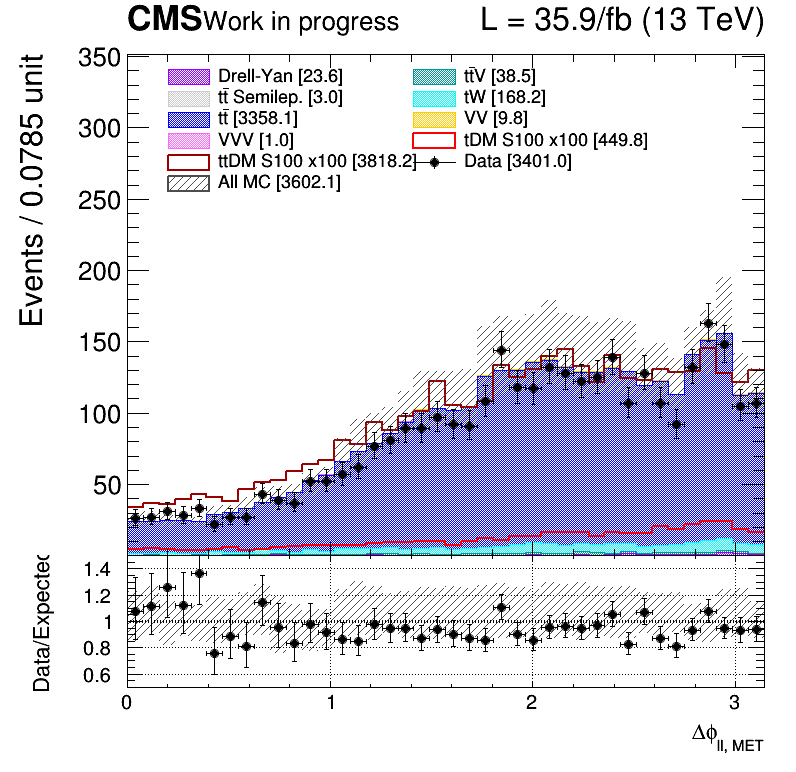 CMS Work in progress L = 35.9/fb (13 TeV)
Events / 0.0785 unit
350
300
250
200
150
100
50
Drell-Yan [23.6] tt̄V [38.5]
tt̄ Semilep. [3.0] tW [168.2]
tt̄ [3358.1] VV [9.8]
VVV [1.0] tDM S100 x100 [449.8]
ttDM S100 x100 [3818.2] Data [3401.0]
All MC [3602.1]
Data/Expected
1.4
1.2
1
0.8
0.6
0 1 2 3
Δϕll, MET